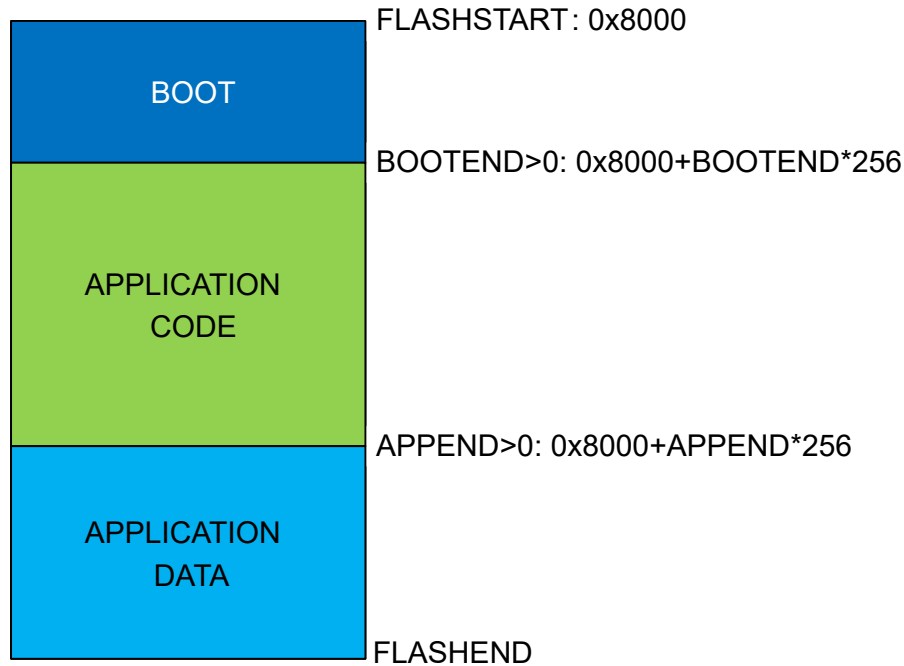 FLASHSTART: 0x8000
BOOT
BOOTEND>0: 0x8000+BOOTEND*256
APPLICATION
CODE
APPEND>0: 0x8000+APPEND*256
APPLICATION
DATA
FLASHEND